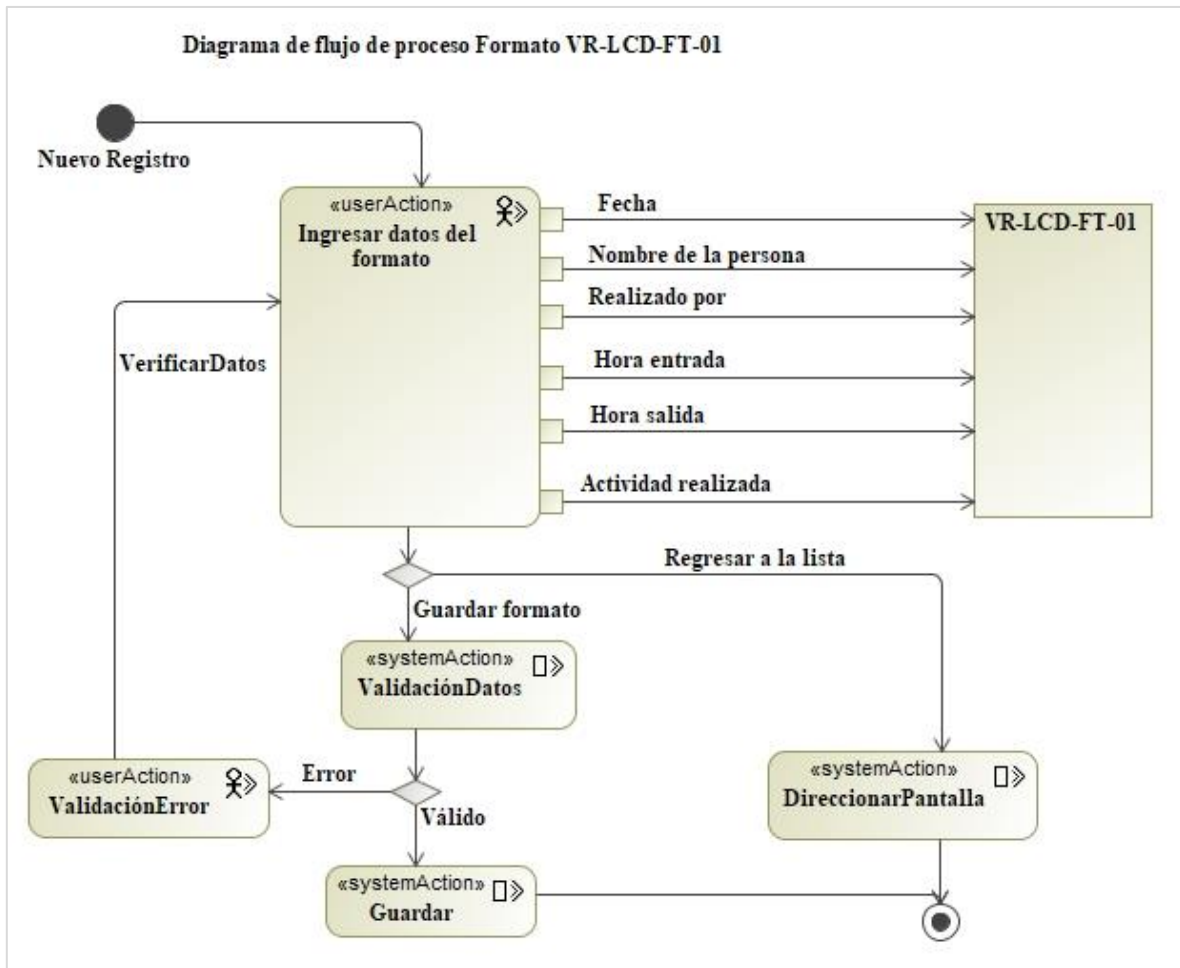 Diagrama de flujo de proceso Formato VR-LCD-FT-01
Nuevo Registro
«userAction»
Ingresar datos del
formato
Fecha
VR-LCD-FT-01
Nombre de la persona
Realizado por
Hora entrada
Hora salida
Actividad realizada
VerificarDatos
Regresar a la lista
Guardar formato
«systemAction»
ValidaciónDatos
«userAction»
ValidaciónError
Error
Válido
«systemAction»
DireccionarPantalla
«systemAction»
Guardar